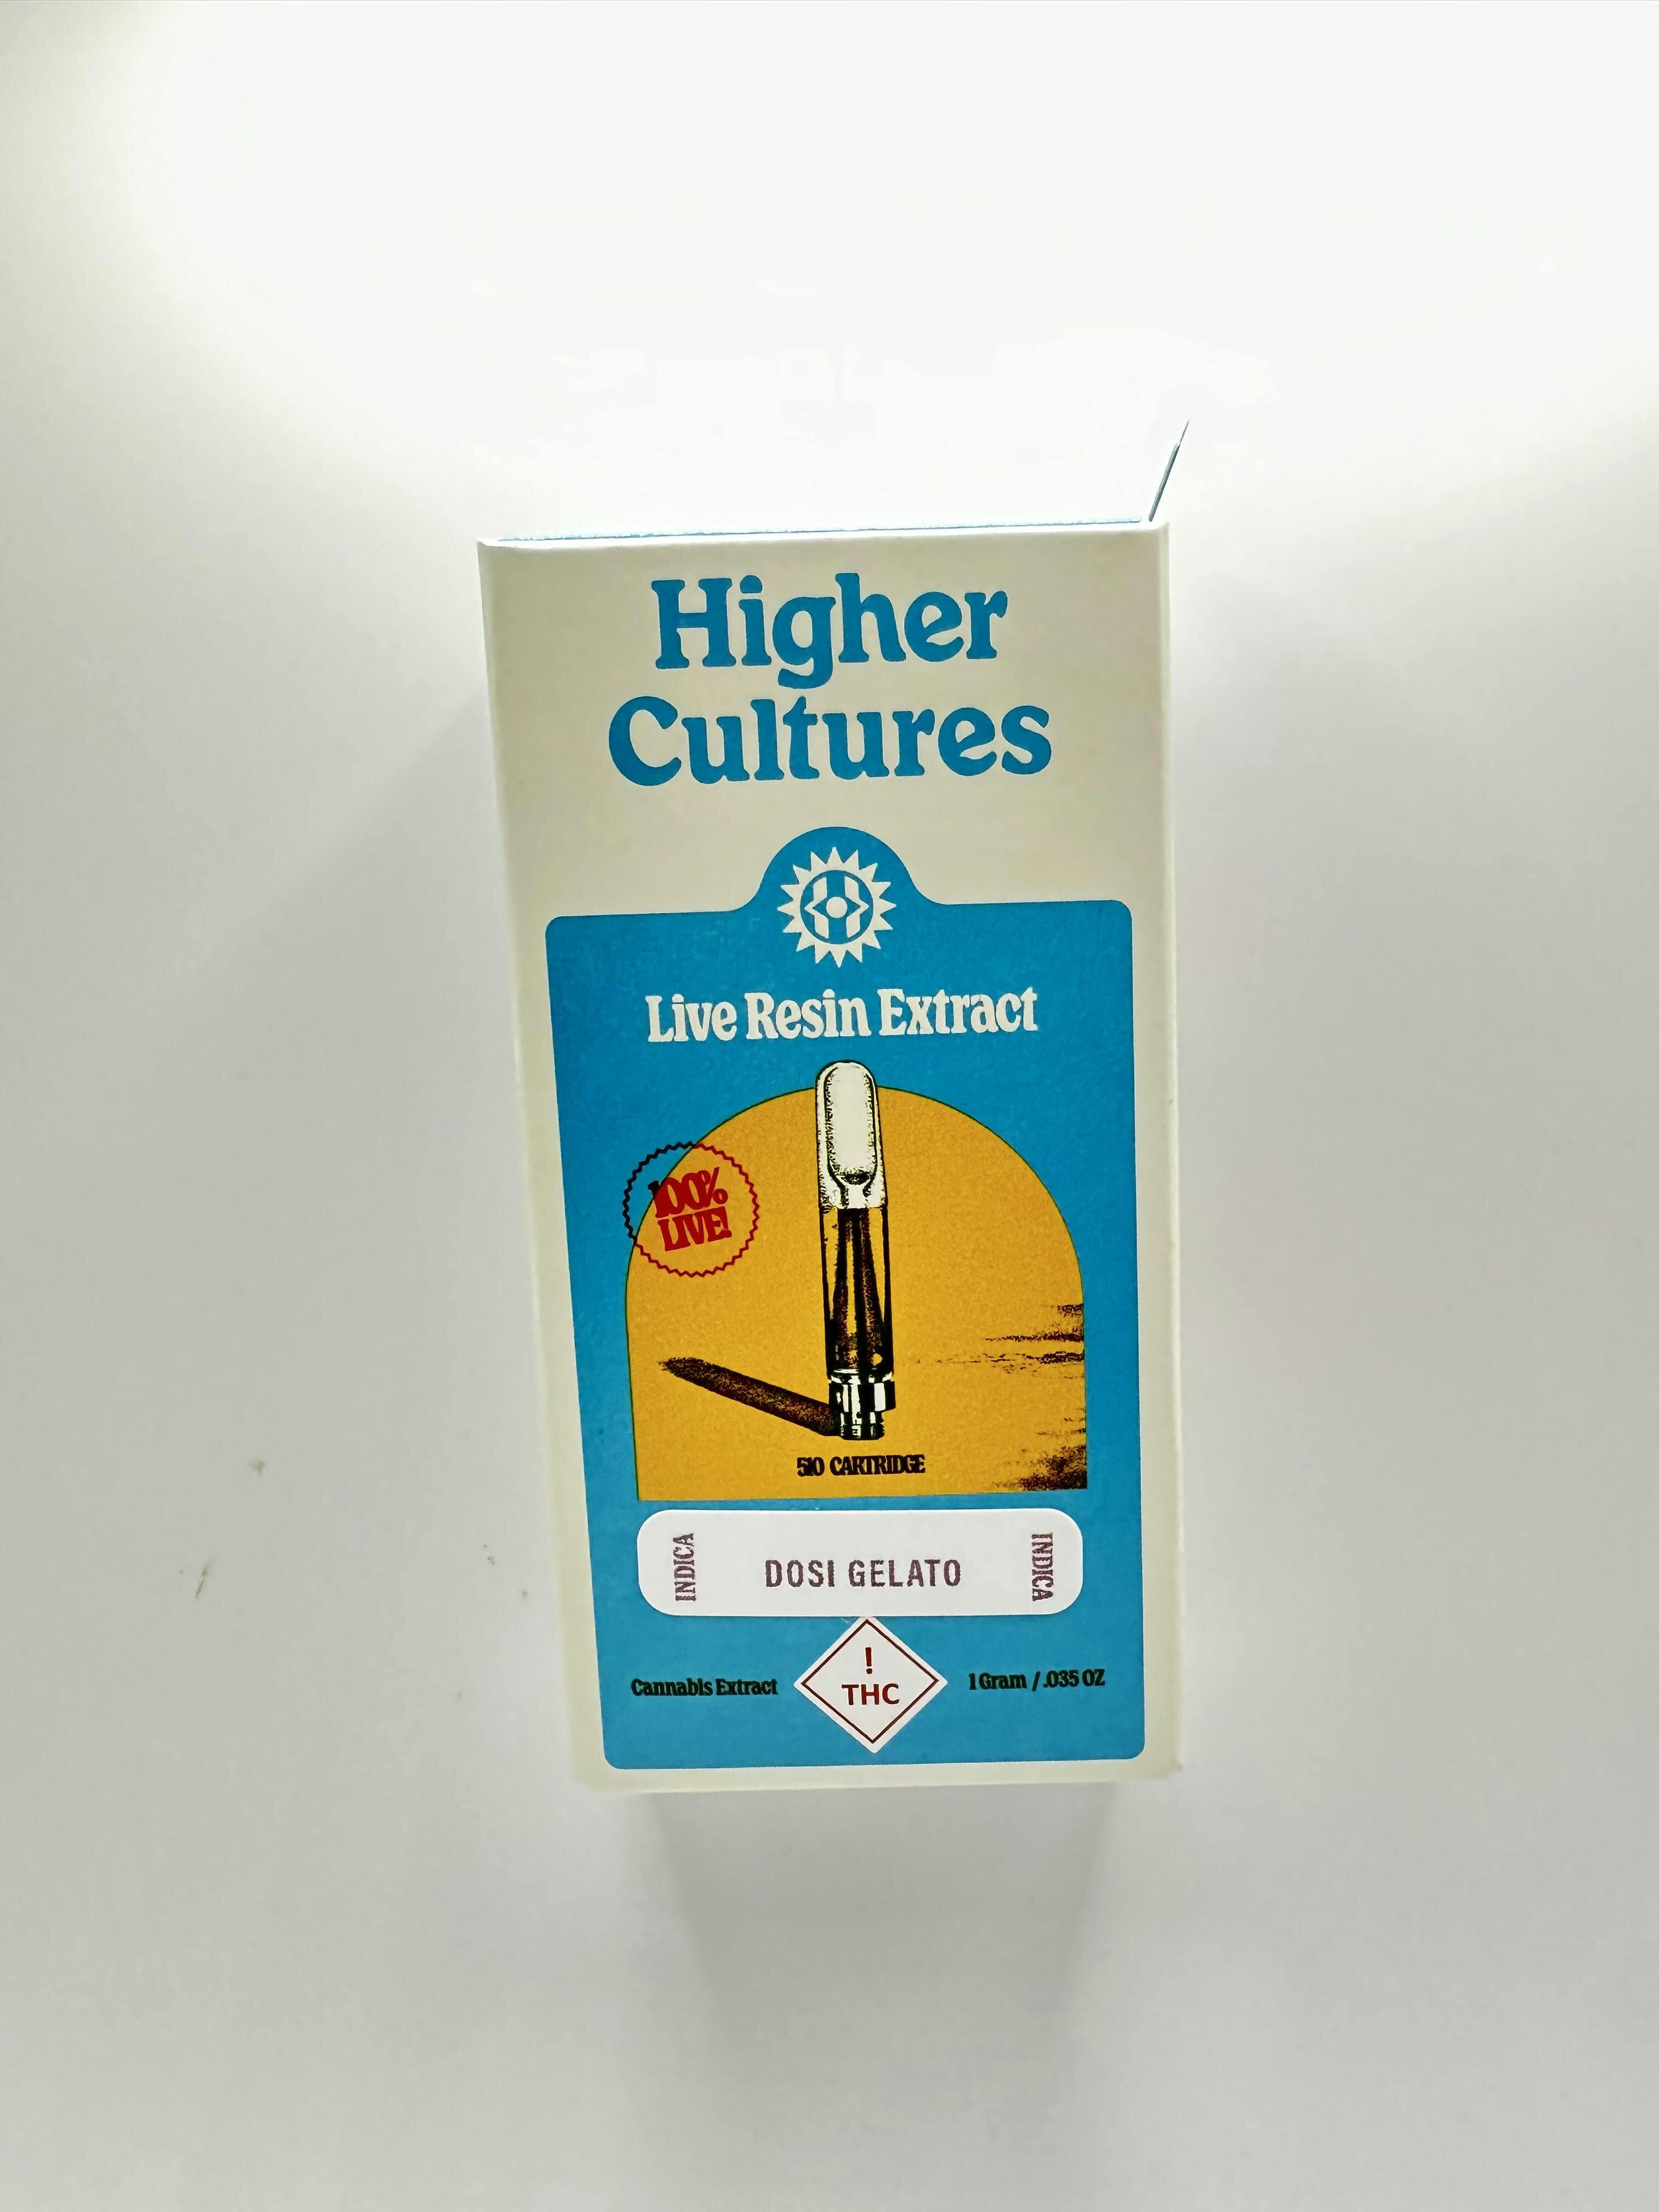 Higher
Cultures
Live Resin Extract
100%
LIVE!
510 CARTRIDGE
INDICA
DOSI GELATO
INDICA
!
THC
Cannabis Extract
1 Gram / .035 OZ